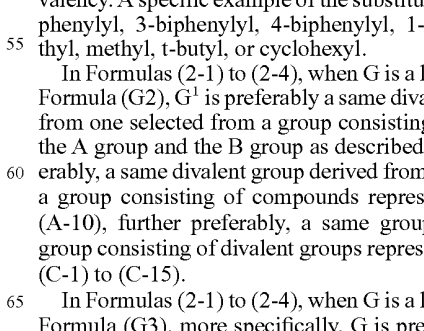 valency. A specific example of the substitu
phenylyl, 3-biphenylyl, 4-biphenylyl, 1-
55 thyl, methyl, t-butyl, or cyclohexyl.
In Formulas (2-1) to (2-4), when G is a l
Formula (G2), G¹ is preferably a same diva
from one selected from a group consisting
the A group and the B group as described
60 erably, a same divalent group derived from
a group consisting of compounds repres
(A-10), further preferably, a same grou
group consisting of divalent groups repres
(C-1) to (C-15).
65 In Formulas (2-1) to (2-4), when G is a l
Formula (G3), more specifically, G is pre